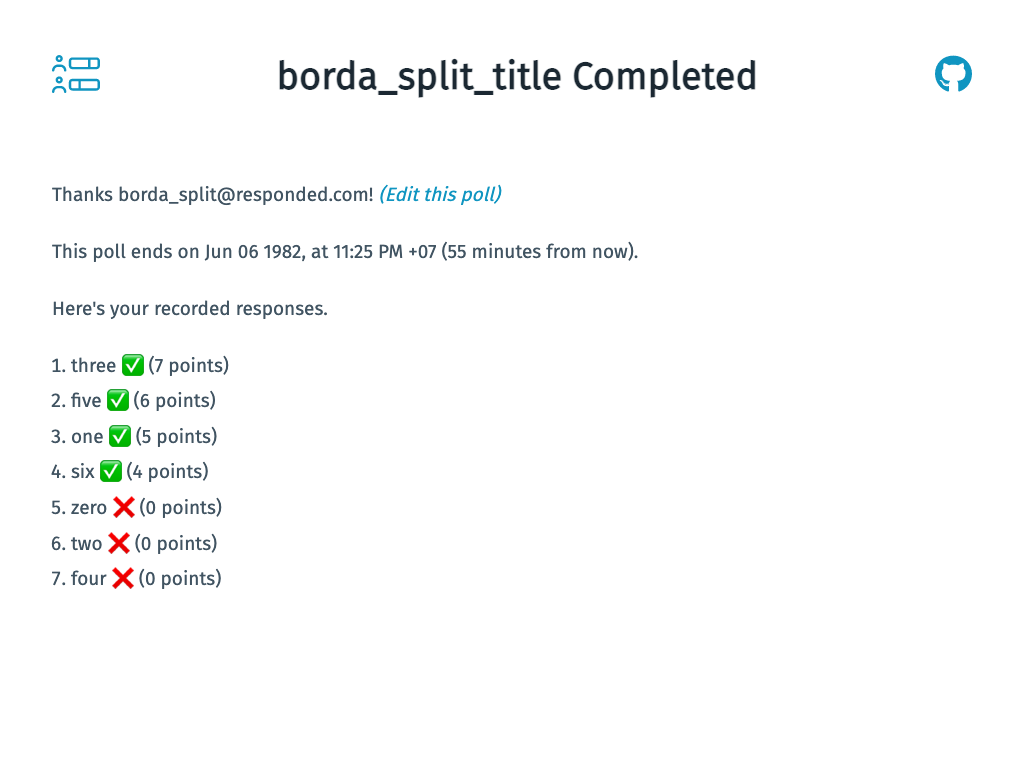 borda_split_title Completed
Thanks borda_split@responded.com! (Edit this poll)
This poll ends on Jun 06 1982, at 11:25 PM +07 (55 minutes from now).
Here's your recorded responses.
1. three ✅ (7 points)
2. five ✅ (6 points)
3. one ✅ (5 points)
4. six ✅ (4 points)
5. zero ❌ (0 points)
6. two ❌ (0 points)
7. four ❌ (0 points)